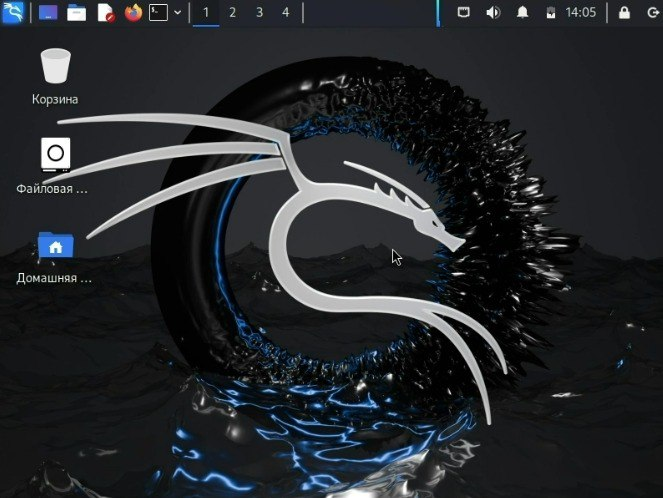 1 2 3 4 14:05
Корзина
Файловая ...
Домашняя ...